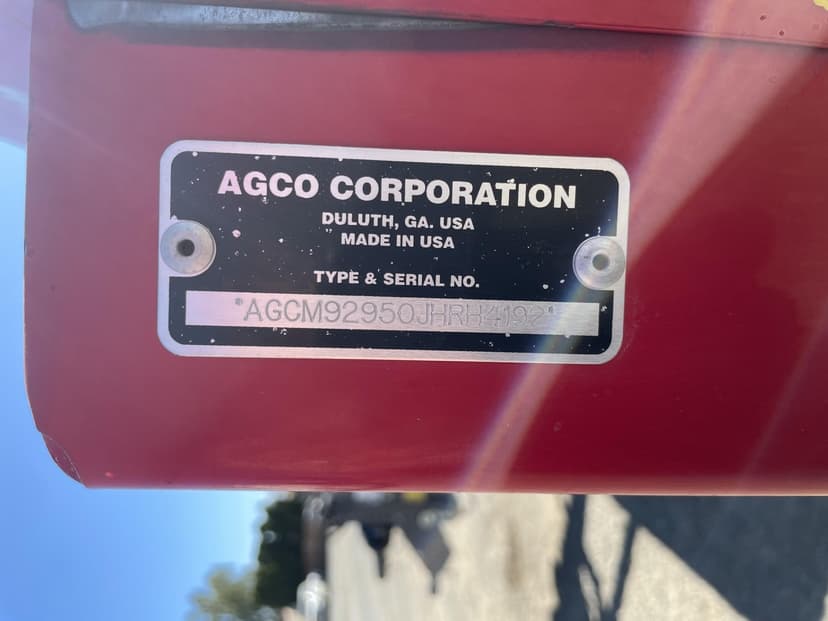 AGCO CORPORATION
DULUTH, GA. USA
MADE IN USA
TYPE & SERIAL NO.
*AGCM92950JHRH4192*